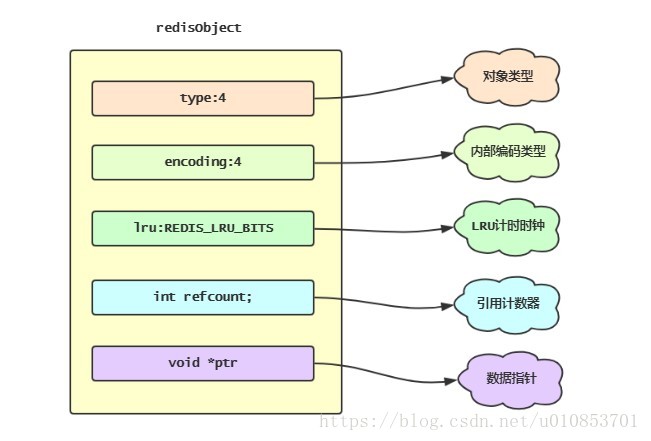 redisObject
type:4
对象类型
encoding:4
内部编码类型
lru:REDIS_LRU_BITS
LRU计时时钟
int refcount;
引用计数器
void *ptr
数据指针
https://blog.csdn.net/u010853701